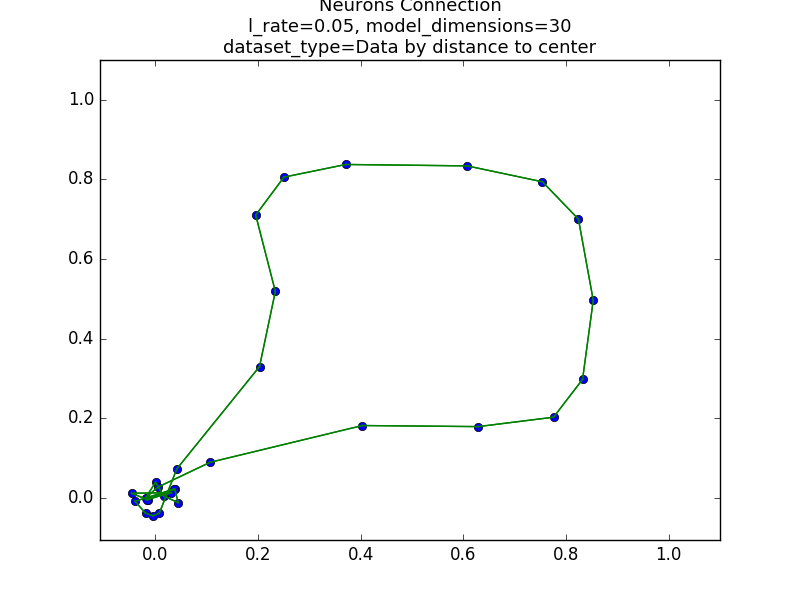 Neurons Connection
l_rate=0.05, model_dimensions=30
dataset_type=Data by distance to center
1.0
0.8
0.6
0.4
0.2
0.0
0.0 0.2 0.4 0.6 0.8 1.0